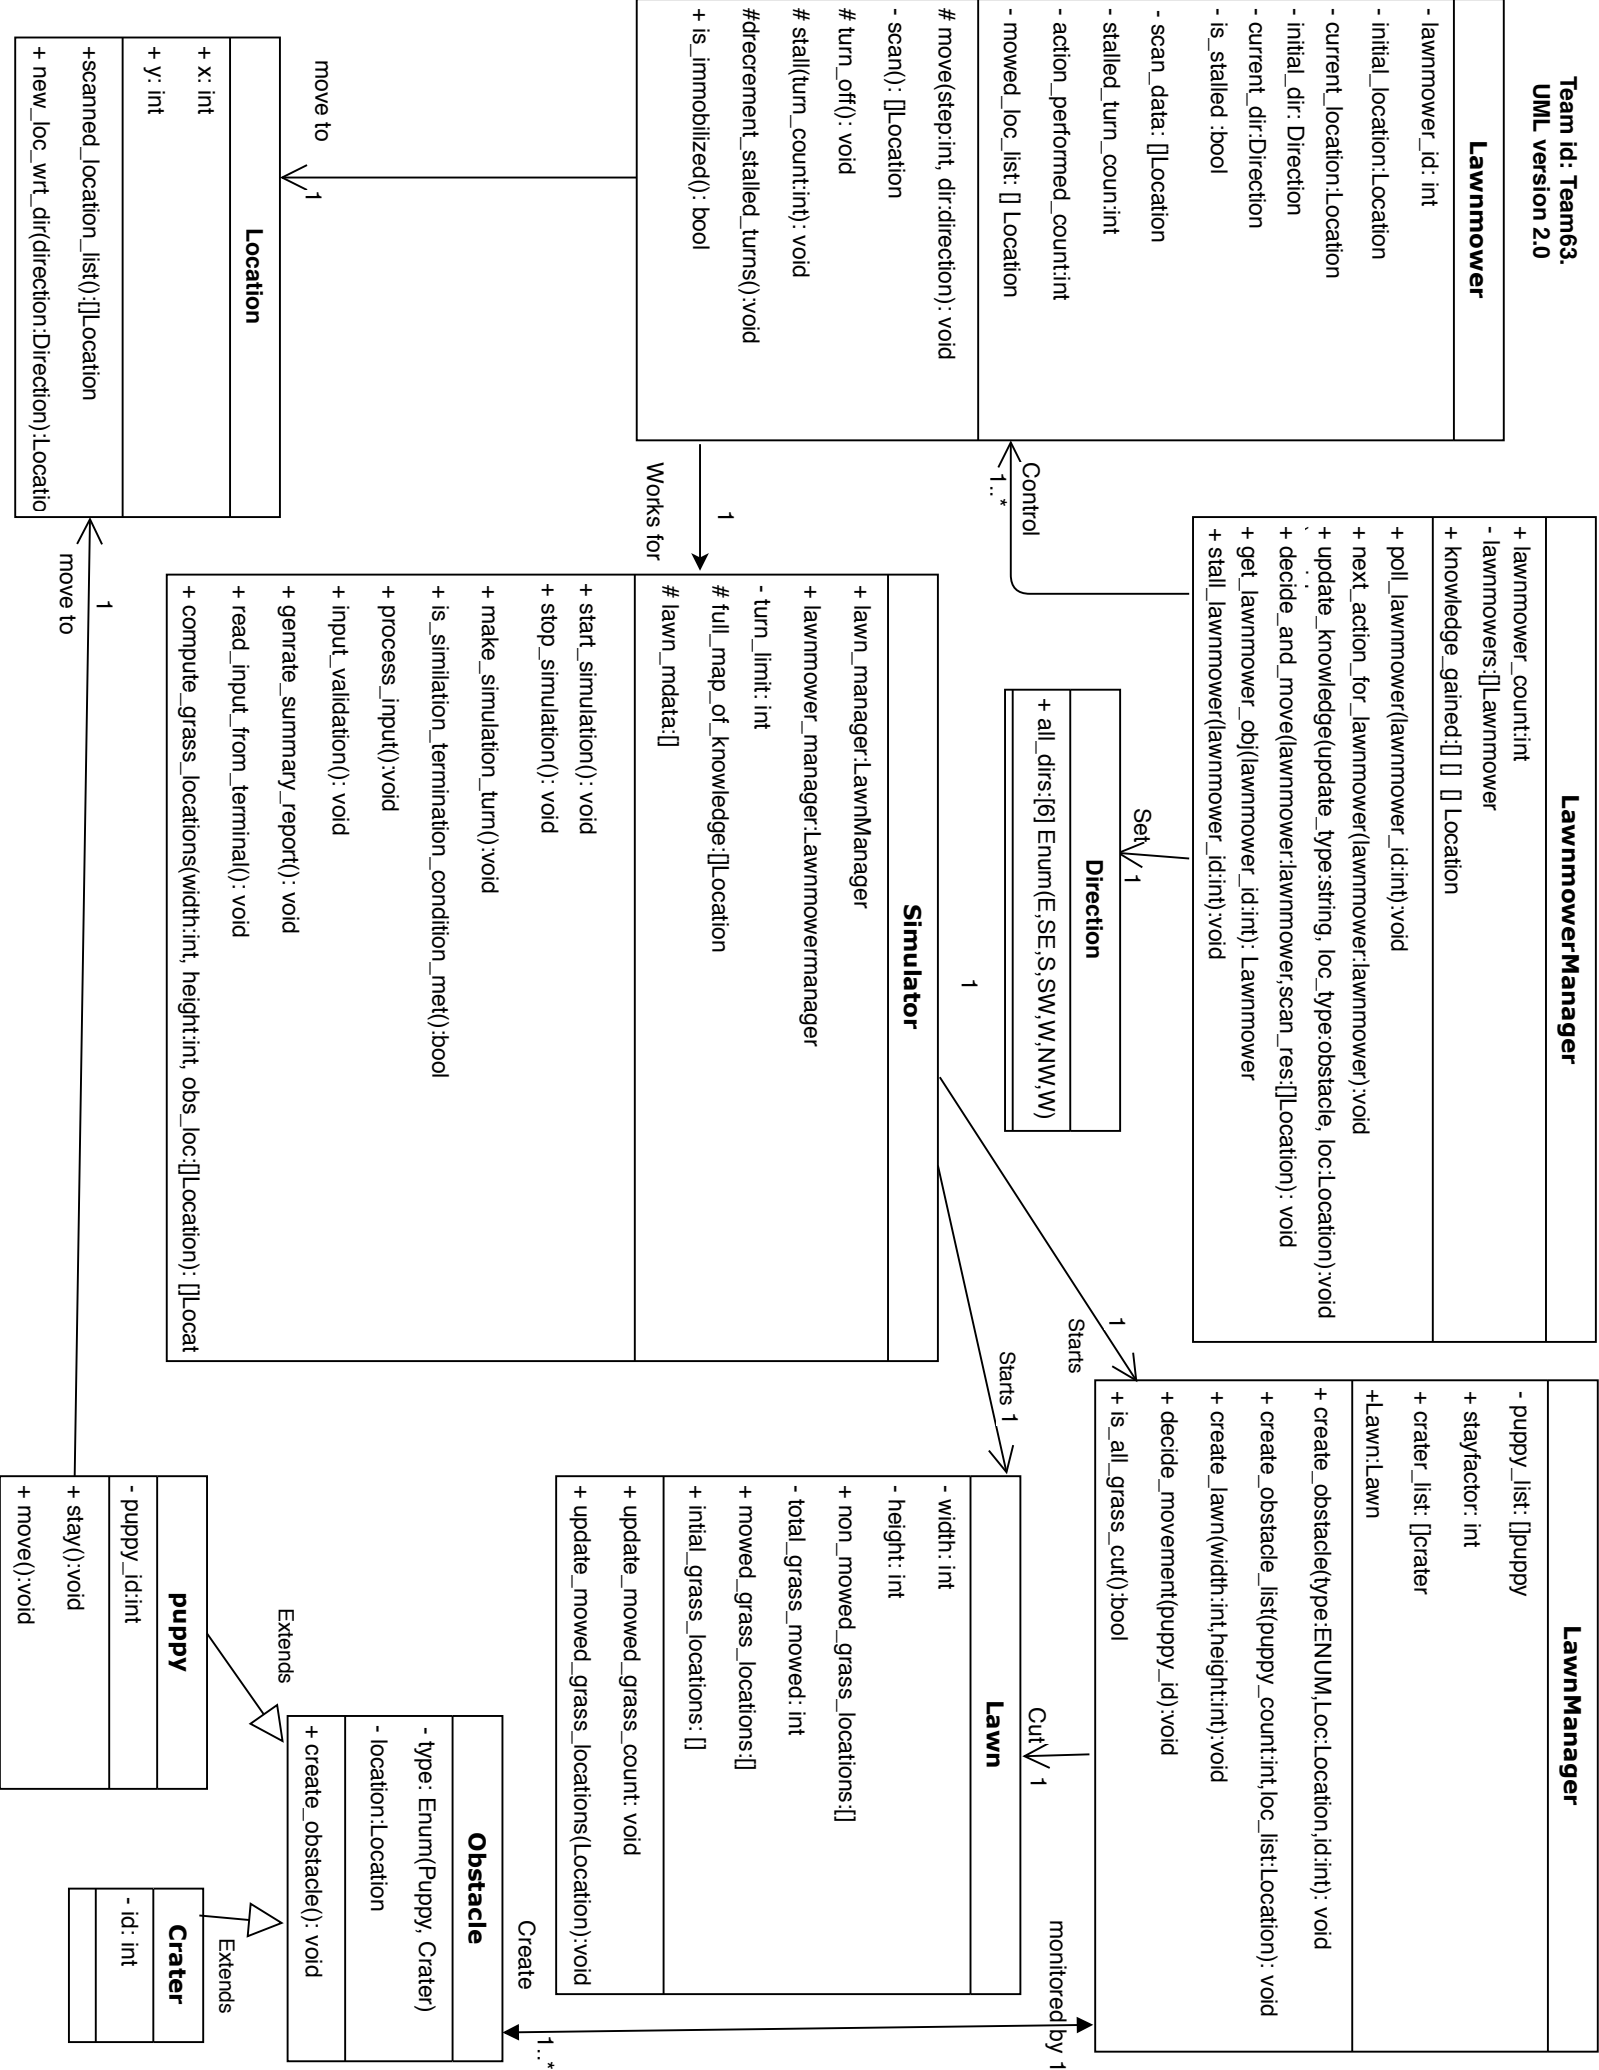 Team id: Team63.
UML version 2.0
Lawnmower
- lawnmower_id: int
- initial_location:Location
- current_location:Location
- initial_dir: Direction
- current_dir:Direction
- is_stalled :bool
- scan_data: []Location
- stalled_turn_coun:int
- action_performed_count:int
- mowed_loc_list: [] Location
# move(step:int, dir:direction): void
- scan(): []Location
# turn_off(): void
# stall(turn_count:int): void
#drecrement_stalled_turns():void
+ is_immobilized(): bool
LawnmowerManager
+ lawnmower_count:int
- lawnmowers:[]Lawnmower
+ knowledge_gained:[] [] [] Location
+ poll_lawnmower(lawnmower_id:int):void
+ next_action_for_lawnmower(lawnmower:lawnmower):void
+ update_knowledge(update_type:string, loc_type:obstacle, loc:Location):void
+ decide_and_move(lawnmower:lawnmower,scan_res:[]Location): void
+ get_lawnmower_obj(lawnmower_id:int): Lawnmower
+ stall_lawnmower(lawnmower_id:int):void
LawnManager
- puppy_list: []puppy
+ stayfactor: int
+ crater_list: []crater
+Lawn:Lawn
+ create_obstacle(type:ENUM,Loc:Location,id:int): void
+ create_obstacle_list(puppy_count:int,loc_list:Location): void
+ create_lawn(width:int,height:int):void
+ decide_movement(puppy_id):void
+ is_all_grass_cut():bool
Control
1..*
Set
1
Direction
+ all_dirs:[6] Enum(E,SE,S,SW,W,NW,W)
1
Starts
1
Starts 1
Cut
1
monitored by 1
Works for
1
Simulator
+ lawn_manager:LawnManager
+ lawnmower_manager:Lawnmowermanager
- turn_limit: int
# full_map_of_knowledge:[]Location
# lawn_mdata:[]
+ start_simulation(): void
+ stop_simulation(): void
+ make_simulation_turn():void
+ is_similation_termination_condition_met():bool
+ process_input():void
+ input_validation(): void
+ genrate_summary_report(): void
+ read_input_from_terminal(): void
+ compute_grass_locations(width:int, height:int, obs_loc:[]Location): []Locat
Lawn
- width: int
- height: int
+ non_mowed_grass_locations:[]
- total_grass_mowed: int
+ mowed_grass_locations:[]
+ intial_grass_locations: []
+ update_mowed_grass_count: void
+ update_mowed_grass_locations(Location):void
Create
1..*
move to
1
Location
+ x: int
+ y: int
+scanned_location_list():[]Location
+ new_loc_wrt_dir(direction:Direction):Locatio
1
move to
Obstacle
- type: Enum(Puppy, Crater)
- location:Location
+ create_obstacle(): void
Extends
Extends
puppy
- puppy_id:int
+ stay():void
+ move():void
Crater
- id: int